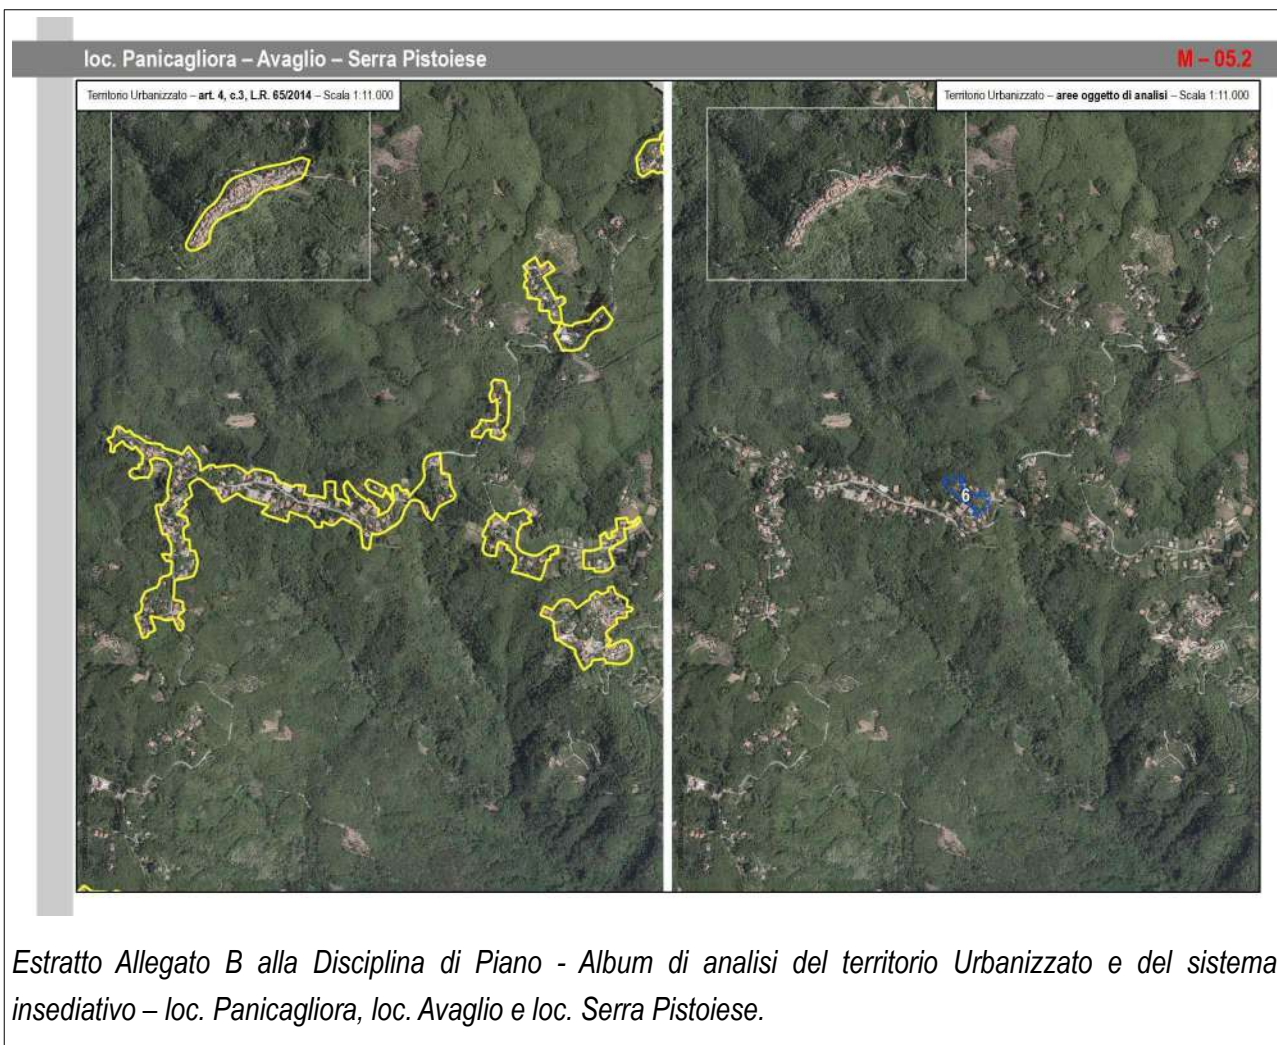 loc. Panicagliora – Avaglio – Serra Pistoiese
M – 05.2
Territorio Urbanizzato – art. 4, c.3, L.R. 65/2014 – Scala 1:11.000
Territorio Urbanizzato – aree oggetto di analisi – Scala 1:11.000
6
Estratto Allegato B alla Disciplina di Piano - Album di analisi del territorio Urbanizzato e del sistema
insediativo – loc. Panicagliora, loc. Avaglio e loc. Serra Pistoiese.